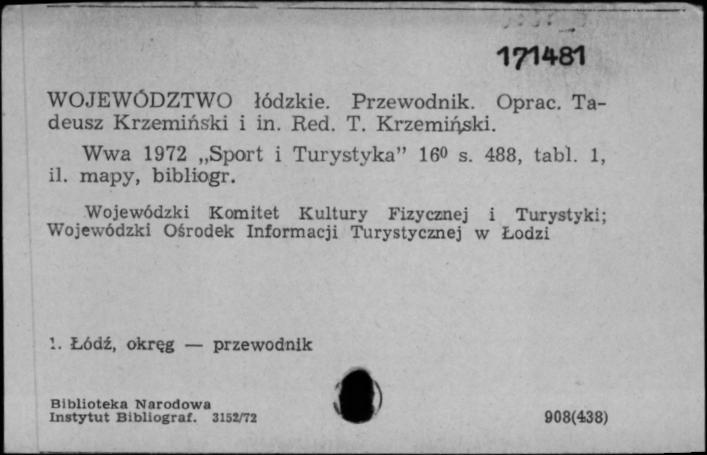 171481
WOJEWÓDZTWO łódzkie. Przewodnik. Oprac. Ta-
deusz Krzemiński i in. Red. T. Krzemiński.
Wwa 1972 „Sport i Turystyka” 16⁰ s. 488, tabl. 1,
il. mapy, bibliogr.
Wojewódzki Komitet Kultury Fizycznej i Turystyki;
Wojewódzki Ośrodek Informacji Turystycznej w Łodzi
1. Łódź, okręg — przewodnik
Biblioteka Narodowa
Instytut Bibliograf. 3152/72
908(438)